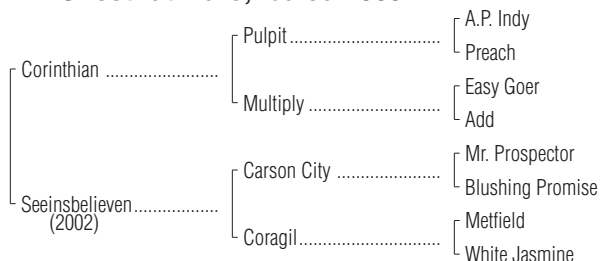 Pulpit
A.P. Indy
Preach
Corinthian
Multiply
Easy Goer
Add
Carson City
Mr. Prospector
Blushing Promise
Seeinsbelieven
(2002)
Coragil
Metfield
White Jasmine